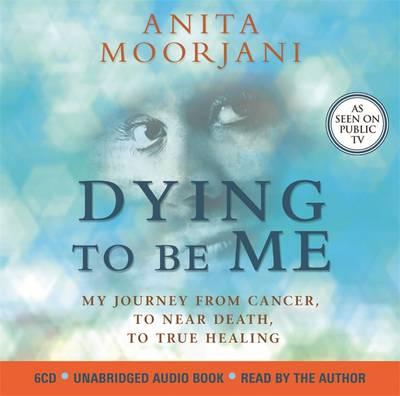 ANITA
MOORJANI
AS
SEEN ON
PUBLIC
TV
DYING
TO BE ME
MY JOURNEY FROM CANCER,
TO NEAR DEATH,
TO TRUE HEALING
6CD • UNABRIDGED AUDIO BOOK • READ BY THE AUTHOR